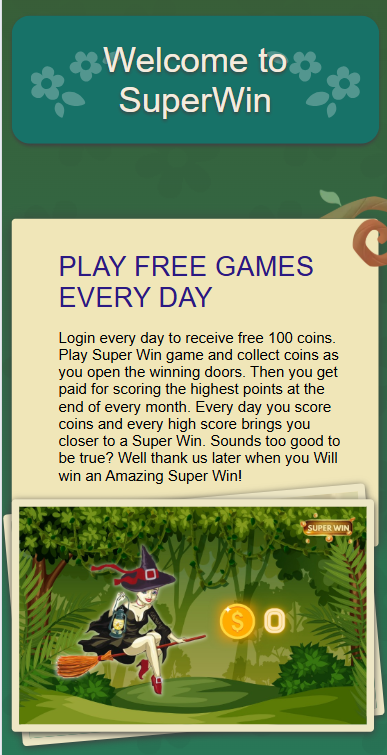 Welcome to
SuperWin
PLAY FREE GAMES
EVERY DAY
Login every day to receive free 100 coins.
Play Super Win game and collect coins as
you open the winning doors. Then you get
paid for scoring the highest points at the
end of every month. Every day you score
coins and every high score brings you
closer to a Super Win. Sounds too good to
be true? Well thank us later when you Will
win an Amazing Super Win!
SUPER WIN
$ 0